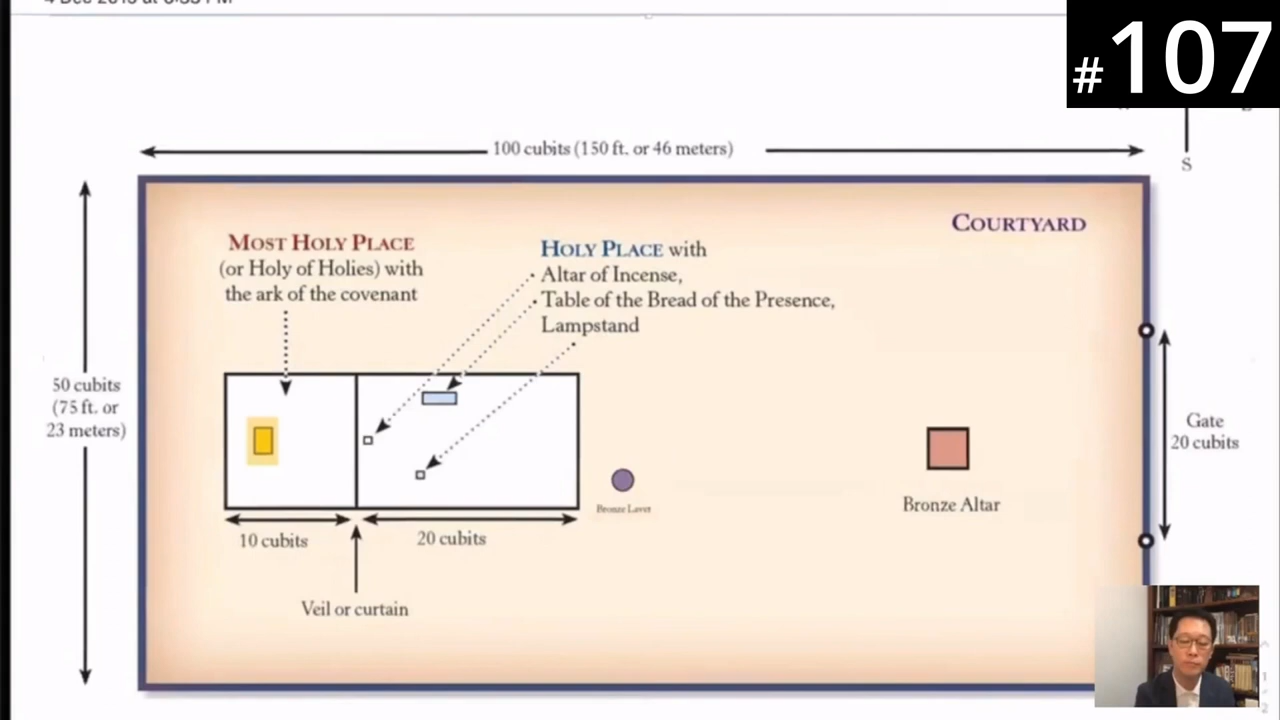 #107
S
100 cubits (150 ft. or 46 meters)
COURTYARD
MOST HOLY PLACE
(or Holy of Holies) with
the ark of the covenant
HOLY PLACE with
• Altar of Incense,
• Table of the Bread of the Presence,
Lampstand
50 cubits
(75 ft. or
23 meters)
Gate
20 cubits
Bronze Laver
Bronze Altar
10 cubits
20 cubits
Veil or curtain